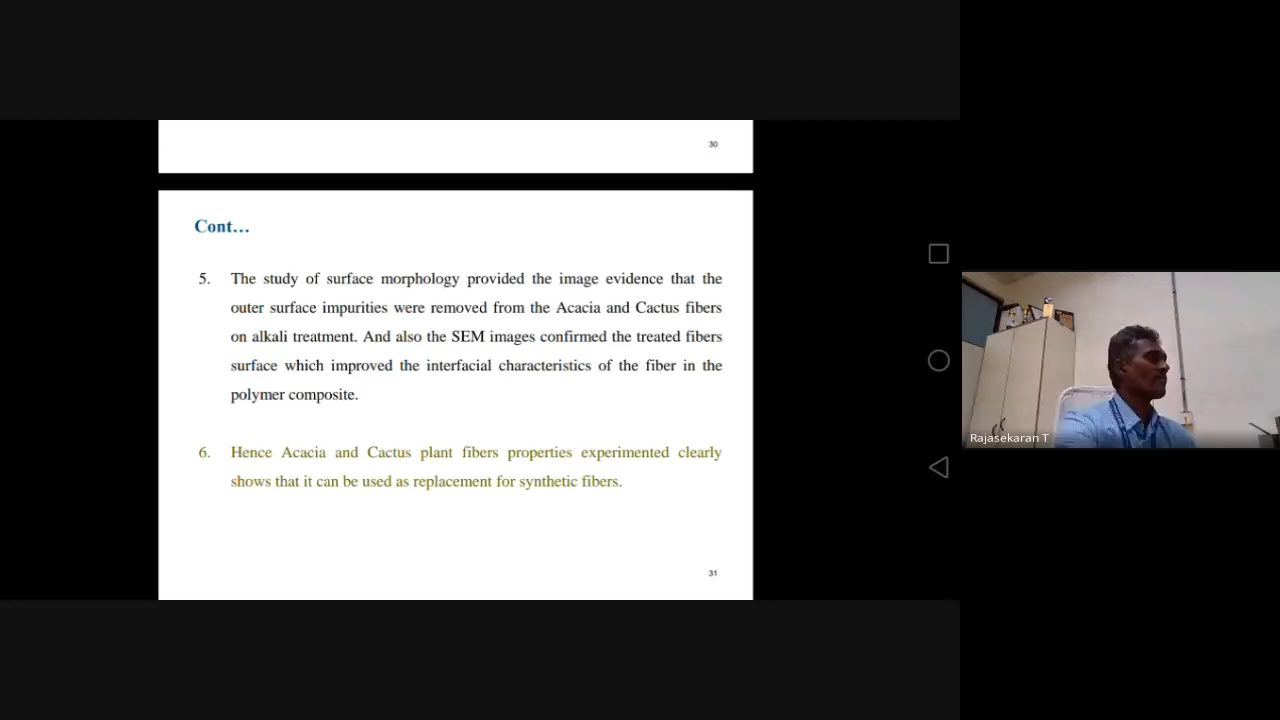 30
Cont…
5. The study of surface morphology provided the image evidence that the
outer surface impurities were removed from the Acacia and Cactus fibers
on alkali treatment. And also the SEM images confirmed the treated fibers
surface which improved the interfacial characteristics of the fiber in the
polymer composite.
6. Hence Acacia and Cactus plant fibers properties experimented clearly
shows that it can be used as replacement for synthetic fibers.
31
Rajasekaran T